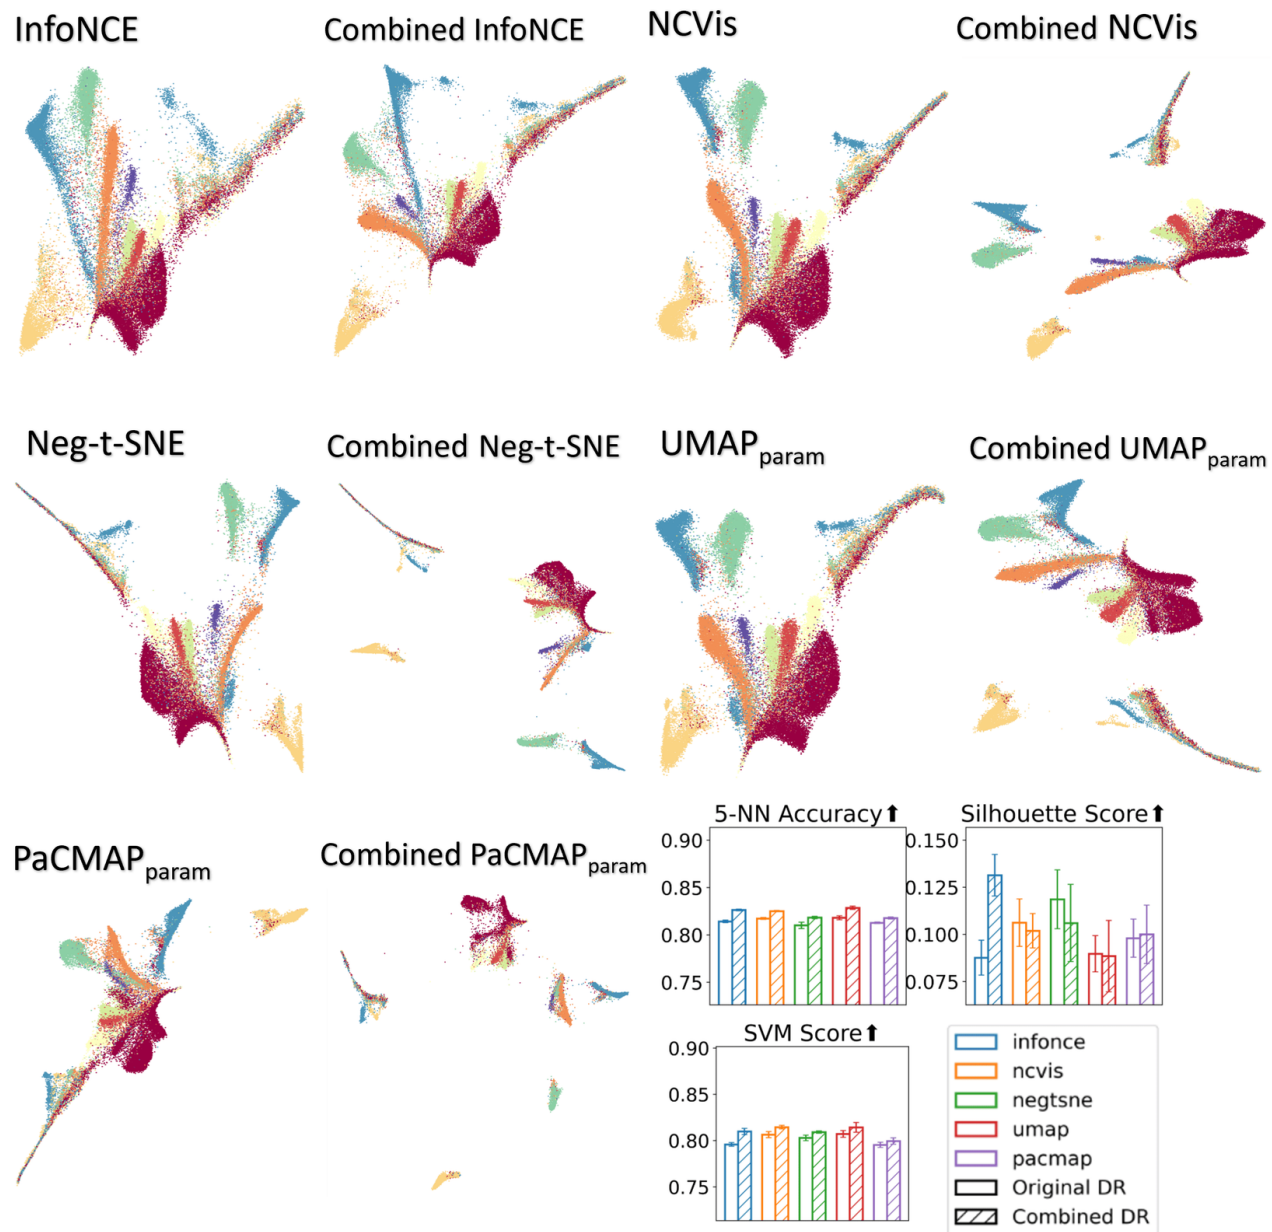 InfoNCE
Combined InfoNCE
NCVis
Combined NCVis
Neg-t-SNE
Combined Neg-t-SNE
UMAPparam
Combined UMAPparam
PaCMAPparam
Combined PaCMAPparam
5-NN Accuracy⬆
0.90
0.85
0.80
0.75
Silhouette Score⬆
0.150
0.125
0.100
0.075
SVM Score⬆
0.90
0.85
0.80
0.75
infonce
ncvis
negtsne
umap
pacmap
Original DR
Combined DR